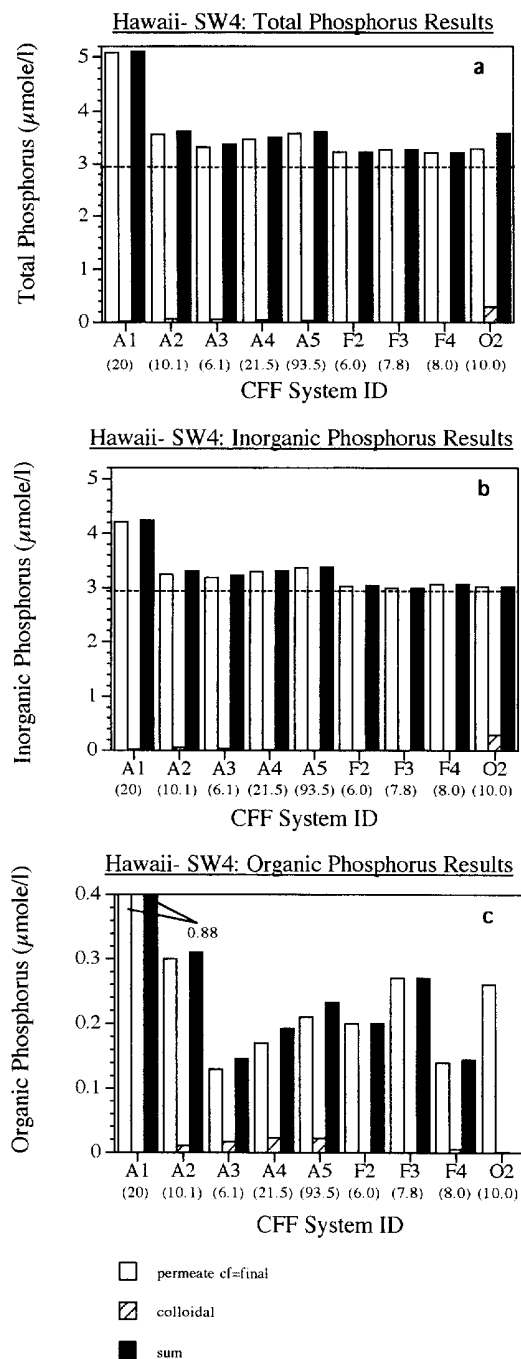 Hawaii- SW4: Total Phosphorus Results
a
Total Phosphorus (μmole/l)
5
4
3
2
1
0
A1 A2 A3 A4 A5 F2 F3 F4 O2
(20) (10.1) (6.1) (21.5) (93.5) (6.0) (7.8) (8.0) (10.0)
CFF System ID
Hawaii- SW4: Inorganic Phosphorus Results
b
Inorganic Phosphorus (μmole/l)
5
4
3
2
1
0
A1 A2 A3 A4 A5 F2 F3 F4 O2
(20) (10.1) (6.1) (21.5) (93.5) (6.0) (7.8) (8.0) (10.0)
CFF System ID
Hawaii- SW4: Organic Phosphorus Results
c
Organic Phosphorus (μmole/l)
0.4
0.3
0.2
0.1
0
0.88
A1 A2 A3 A4 A5 F2 F3 F4 O2
(20) (10.1) (6.1) (21.5) (93.5) (6.0) (7.8) (8.0) (10.0)
CFF System ID
permeate cf=final
colloidal
sum